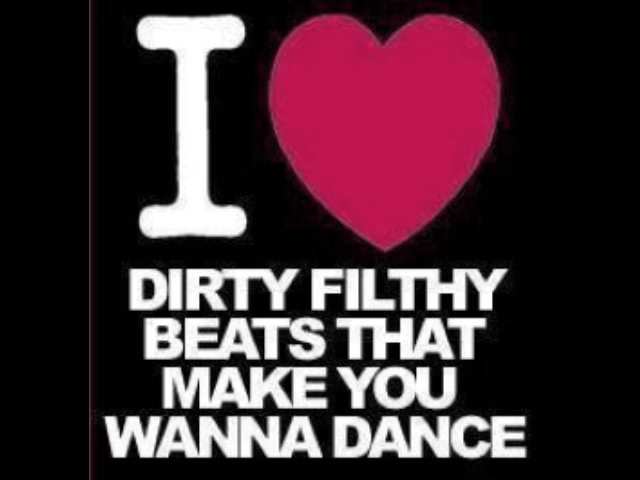 I
DIRTY FILTHY
BEATS THAT
MAKE YOU
WANNA DANCE